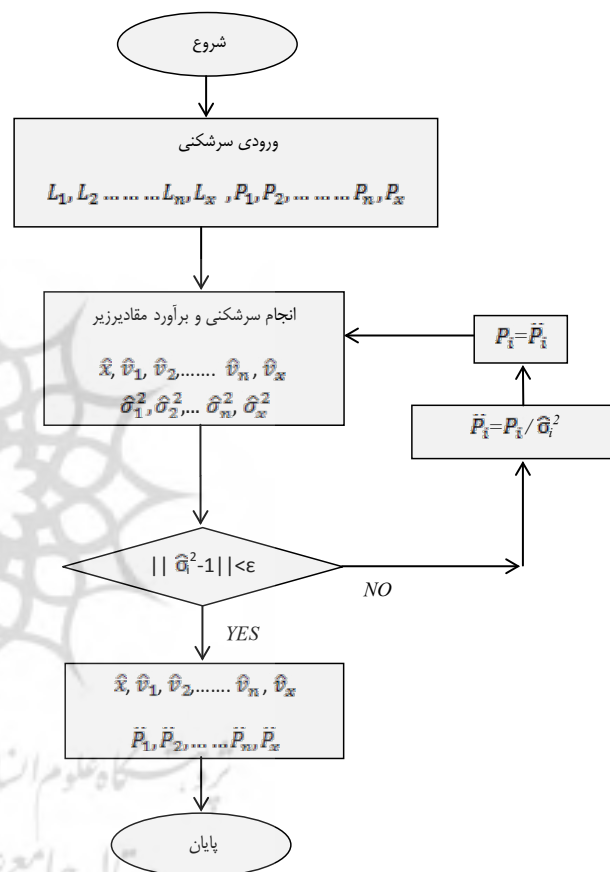 شروع
ورودی سرشکنی
L₁, L₂ ... ... ... Lₙ, Lₓ , P₁, P₂, ... ... ... Pₙ, Pₓ
انجام سرشکنی و برآورد مقادیرزیر
x̂, v̂₁, v̂₂,....... v̂ₙ, v̂ₓ
σ̂₁², σ̂₂²,... σ̂ₙ², σ̂ₓ²
Pᵢ=P̈ᵢ
P̈ᵢ=Pᵢ/σ̂ᵢ²
|| σ̂ᵢ²-1||<ε
NO
YES
x̂, v̂₁, v̂₂,....... v̂ₙ, v̂ₓ
P̈₁, P̈₂, ... ... P̈ₙ, P̈ₓ
پایان